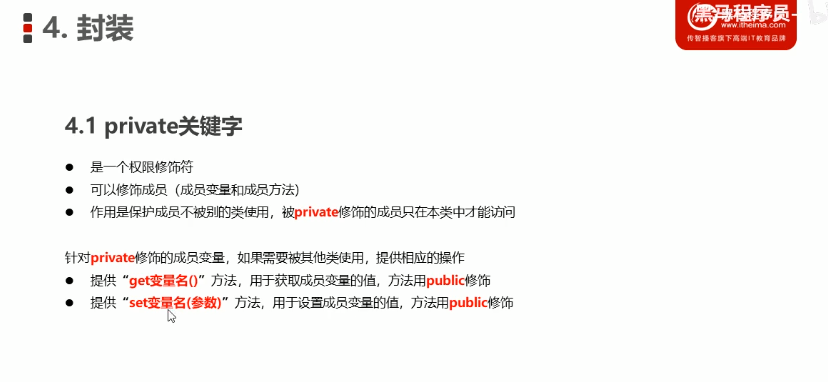 4. 封装
黑马程序员-
www.itheima.com
传智播客旗下高端IT教育品牌
4.1 private关键字
● 是一个权限修饰符
● 可以修饰成员（成员变量和成员方法）
● 作用是保护成员不被别的类使用，被private修饰的成员只在本类中才能访问
针对private修饰的成员变量，如果需要被其他类使用，提供相应的操作
● 提供“get变量名()”方法，用于获取成员变量的值，方法用public修饰
● 提供“set变量名(参数)”方法，用于设置成员变量的值，方法用public修饰